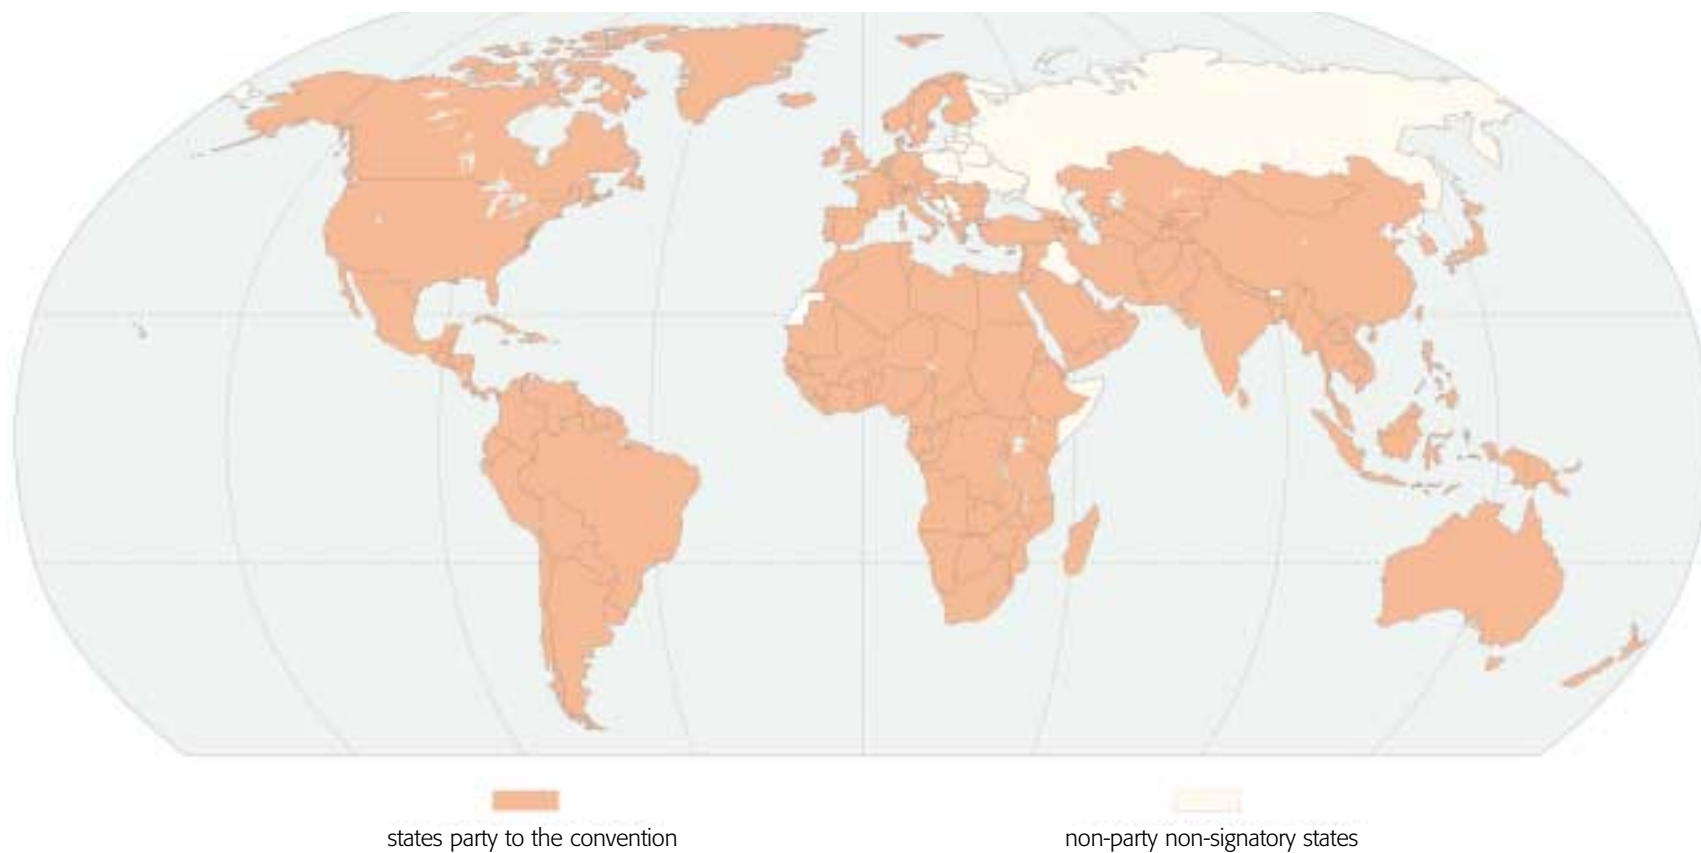 states party to the convention
non-party non-signatory states